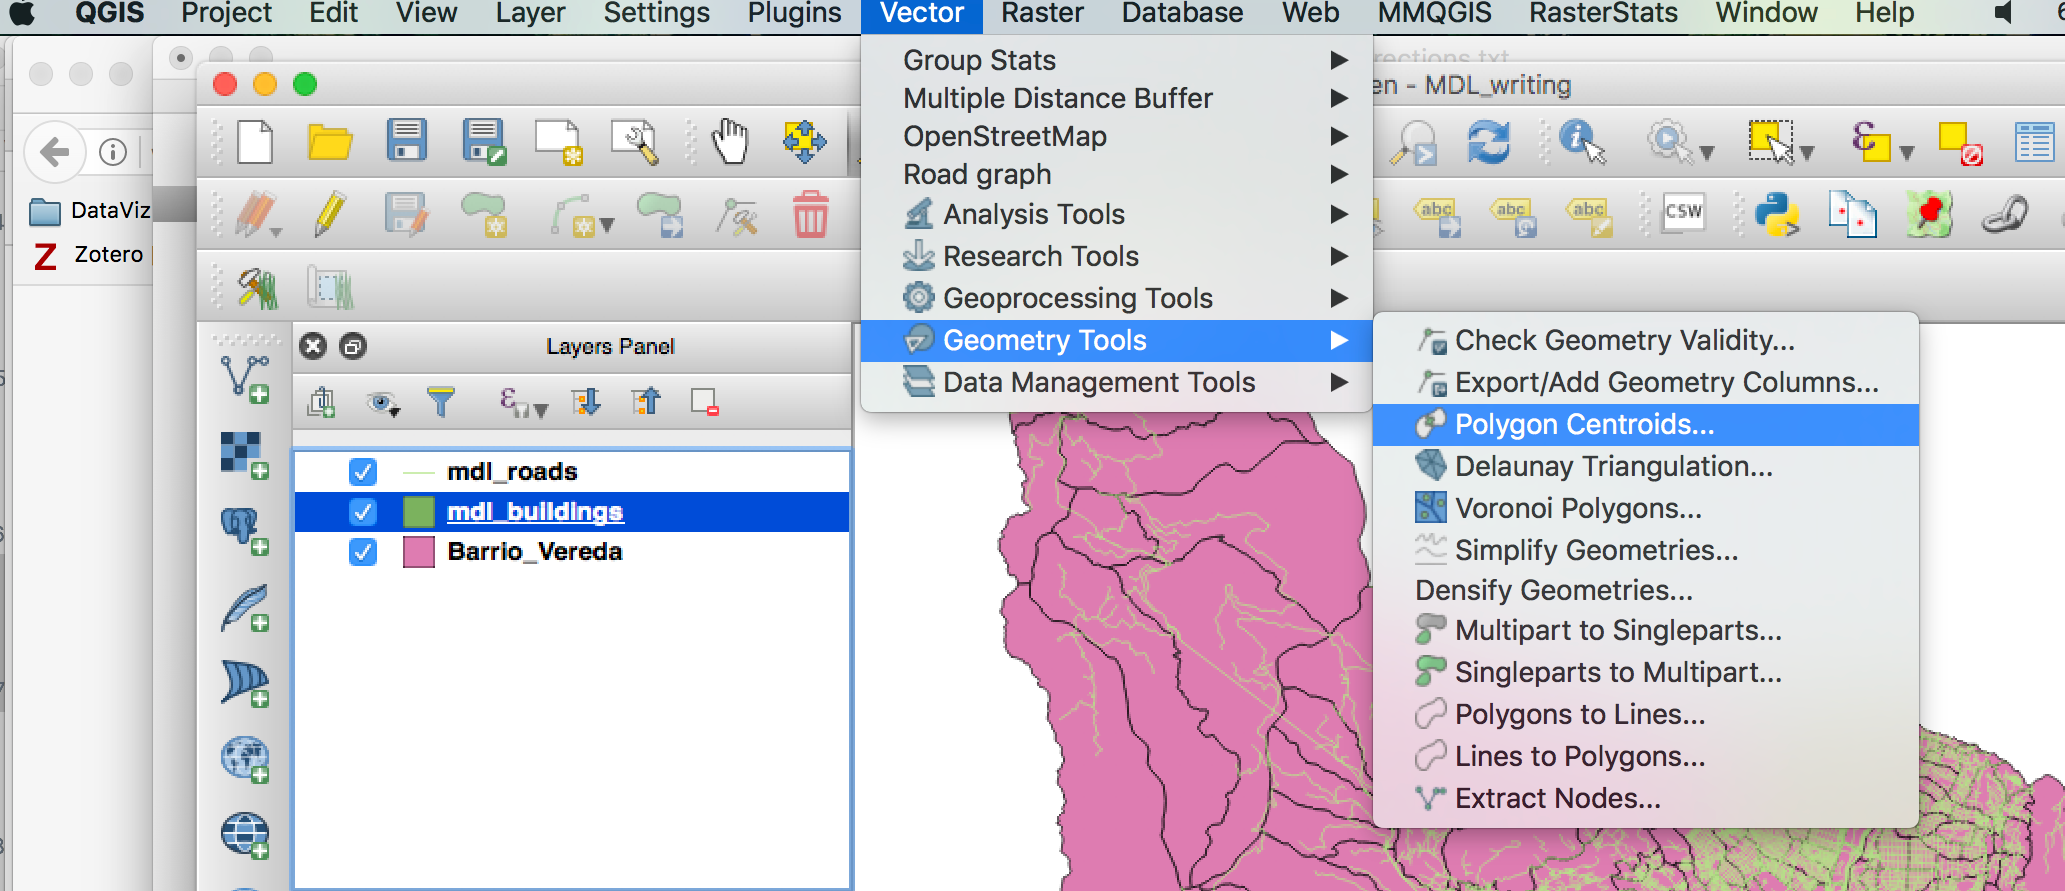 QGIS Project Edit View Layer Settings Plugins Vector Raster Database Web MMQGIS RasterStats Window Help
Group Stats
Multiple Distance Buffer
OpenStreetMap
Road graph
Analysis Tools
Research Tools
Geoprocessing Tools
Geometry Tools
Data Management Tools
rections.txt
en - MDL_writing
abc
abc
abc
CSW
DataViz
Z Zotero
Layers Panel
mdl_roads
mdl_buildings
Barrio_Vereda
Check Geometry Validity...
Export/Add Geometry Columns...
Polygon Centroids...
Delaunay Triangulation...
Voronoi Polygons...
Simplify Geometries...
Densify Geometries...
Multipart to Singleparts...
Singleparts to Multipart...
Polygons to Lines...
Lines to Polygons...
Extract Nodes...